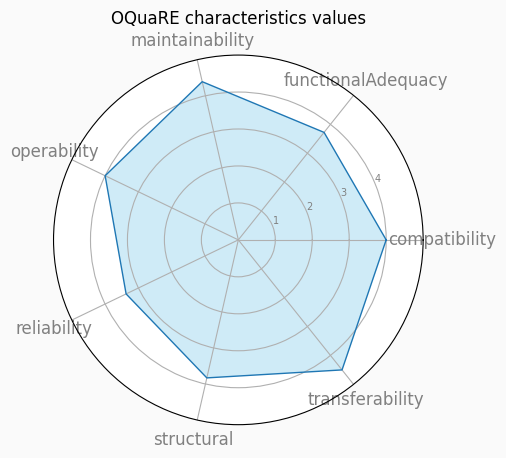 OQuaRE characteristics values
maintainability
functionalAdequacy
operability
4
3
2
1
compatibility
reliability
transferability
structural